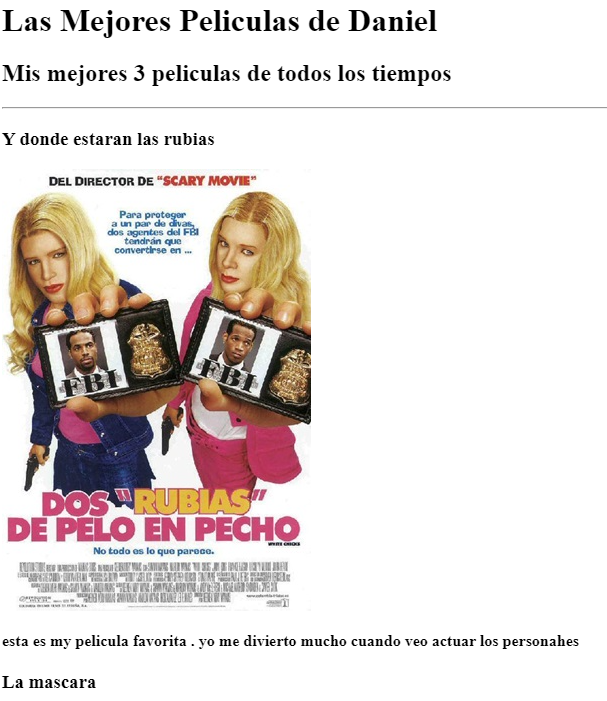 Las Mejores Peliculas de Daniel
Mis mejores 3 peliculas de todos los tiempos
Y donde estaran las rubias
DEL DIRECTOR DE "SCARY MOVIE"
Para proteger
a un par de divas,
dos agentes del FBI
tendrán que
convertirse en ...
FBI
FBI
DOS "RUBIAS"
DE PELO EN PECHO
WHITE CHICKS
No todo es lo que parece.
esta es my pelicula favorita . yo me divierto mucho cuando veo actuar los personahes
La mascara